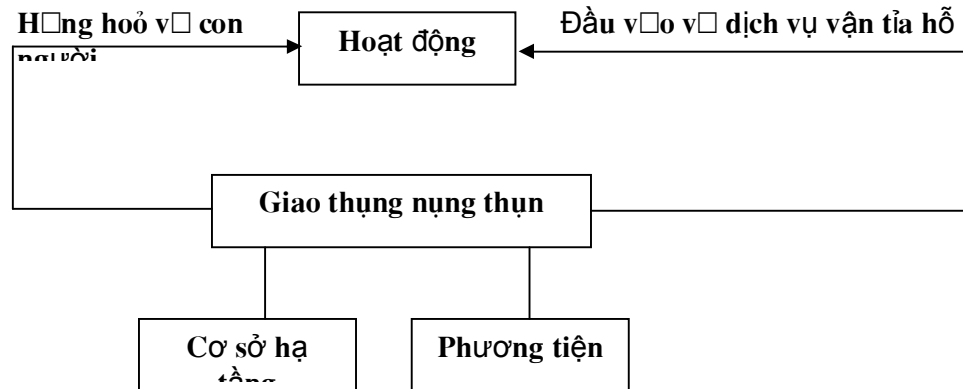 H□ng hoỏ v□ con
người
Hoạt động
Đầu v□o v□ dịch vụ vận tỉa hỗ
Giao thụng nụng thụn
Cơ sở hạ
tầng
Phương tiện